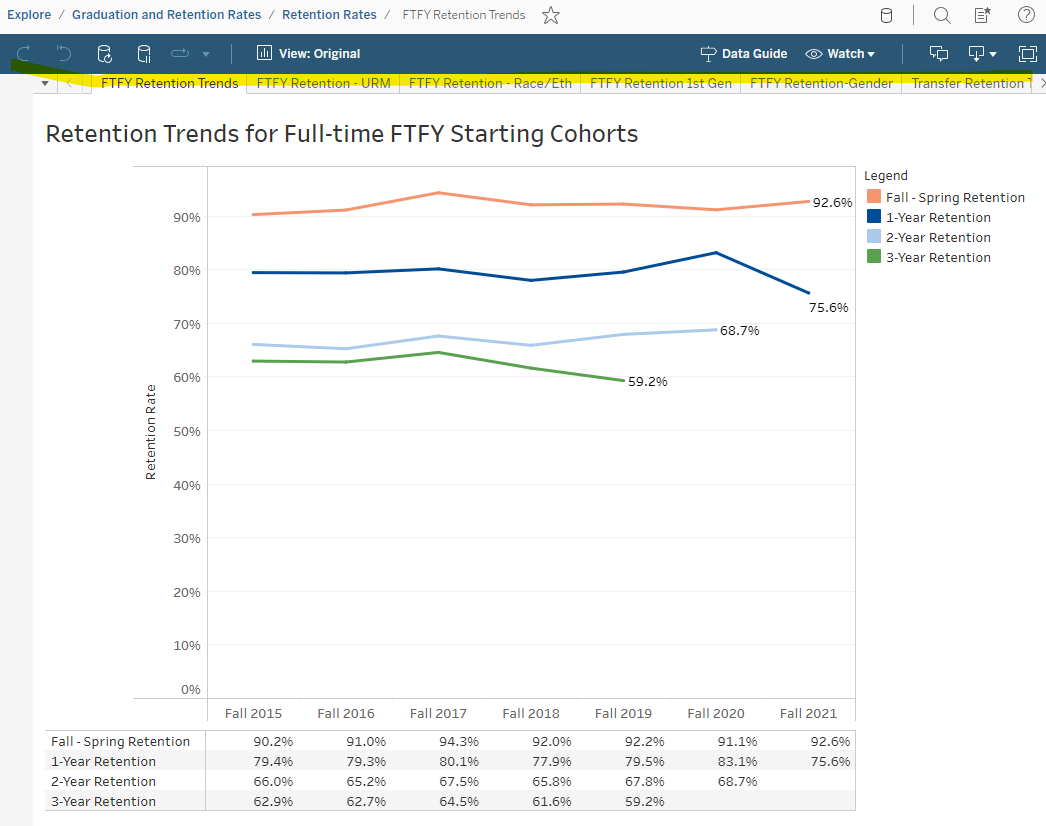 Explore / Graduation and Retention Rates / Retention Rates / FTFY Retention Trends
View: Original Data Guide Watch
FTFY Retention Trends FTFY Retention - URM FTFY Retention - Race/Eth FTFY Retention 1st Gen FTFY Retention-Gender Transfer Retention
Retention Trends for Full-time FTFY Starting Cohorts
Legend
Fall - Spring Retention
1-Year Retention
2-Year Retention
3-Year Retention
Retention Rate
90%
80%
70%
60%
50%
40%
30%
20%
10%
0%
92.6%
75.6%
68.7%
59.2%
Fall 2015 Fall 2016 Fall 2017 Fall 2018 Fall 2019 Fall 2020 Fall 2021
Fall - Spring Retention 90.2% 91.0% 94.3% 92.0% 92.2% 91.1% 92.6%
1-Year Retention 79.4% 79.3% 80.1% 77.9% 79.5% 83.1% 75.6%
2-Year Retention 66.0% 65.2% 67.5% 65.8% 67.8% 68.7%
3-Year Retention 62.9% 62.7% 64.5% 61.6% 59.2%